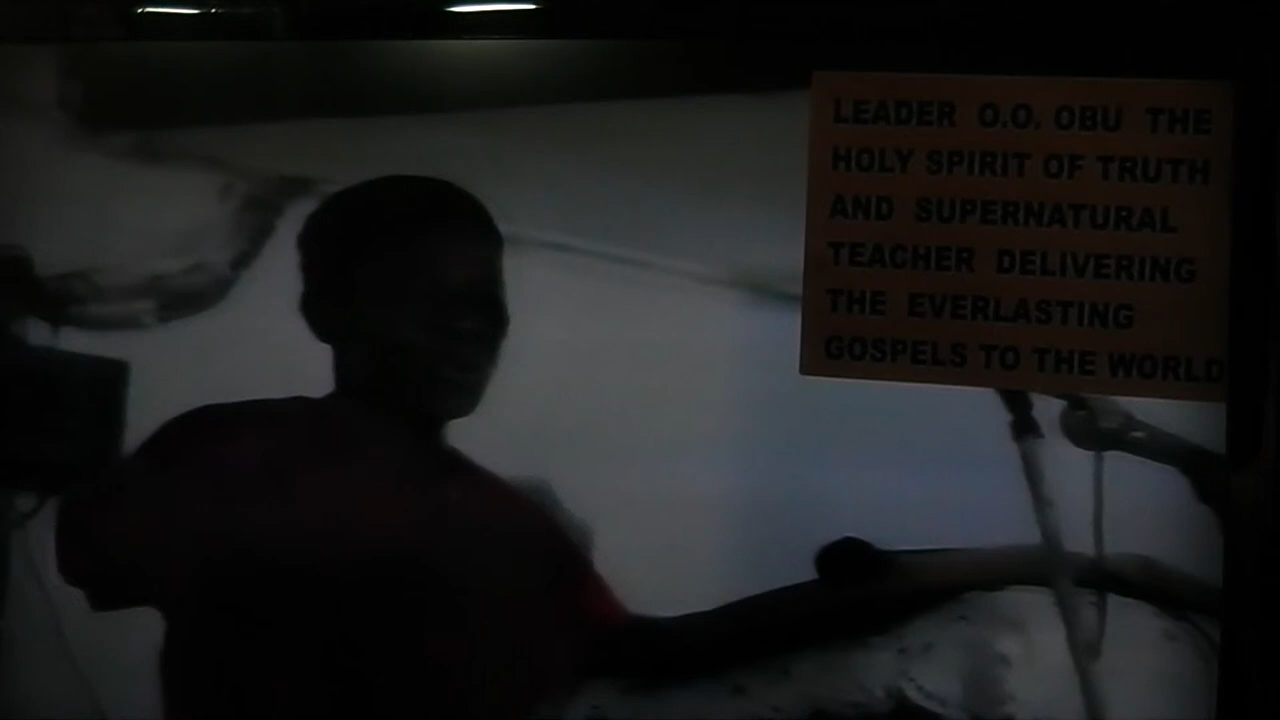 LEADER O.O. OBU THE
HOLY SPIRIT OF TRUTH
AND SUPERNATURAL
TEACHER DELIVERING
THE EVERLASTING
GOSPELS TO THE WORLD